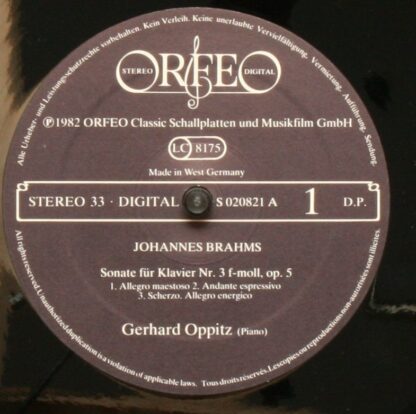 Alle Urheber- und Leistungsschutzrechte vorbehalten. Kein Verleih. Keine unerlaubte Vervielfältigung, Vermietung, Aufführung, Sendung.
STEREO ORFEO DIGITAL
Ⓟ 1982 ORFEO Classic Schallplatten und Musikfilm GmbH
LC 8175
Made in West Germany
STEREO 33 · DIGITAL S 020821 A 1 D.P.
JOHANNES BRAHMS
Sonate für Klavier Nr. 3 f-moll, op. 5
1. Allegro maestoso 2. Andante espressivo
3. Scherzo. Allegro energico
Gerhard Oppitz (Piano)
All rights reserved. Unauthorized duplication is a violation of applicable laws. Tous droits réservés. Les copies ou reproductions non autorisées sont illicites.